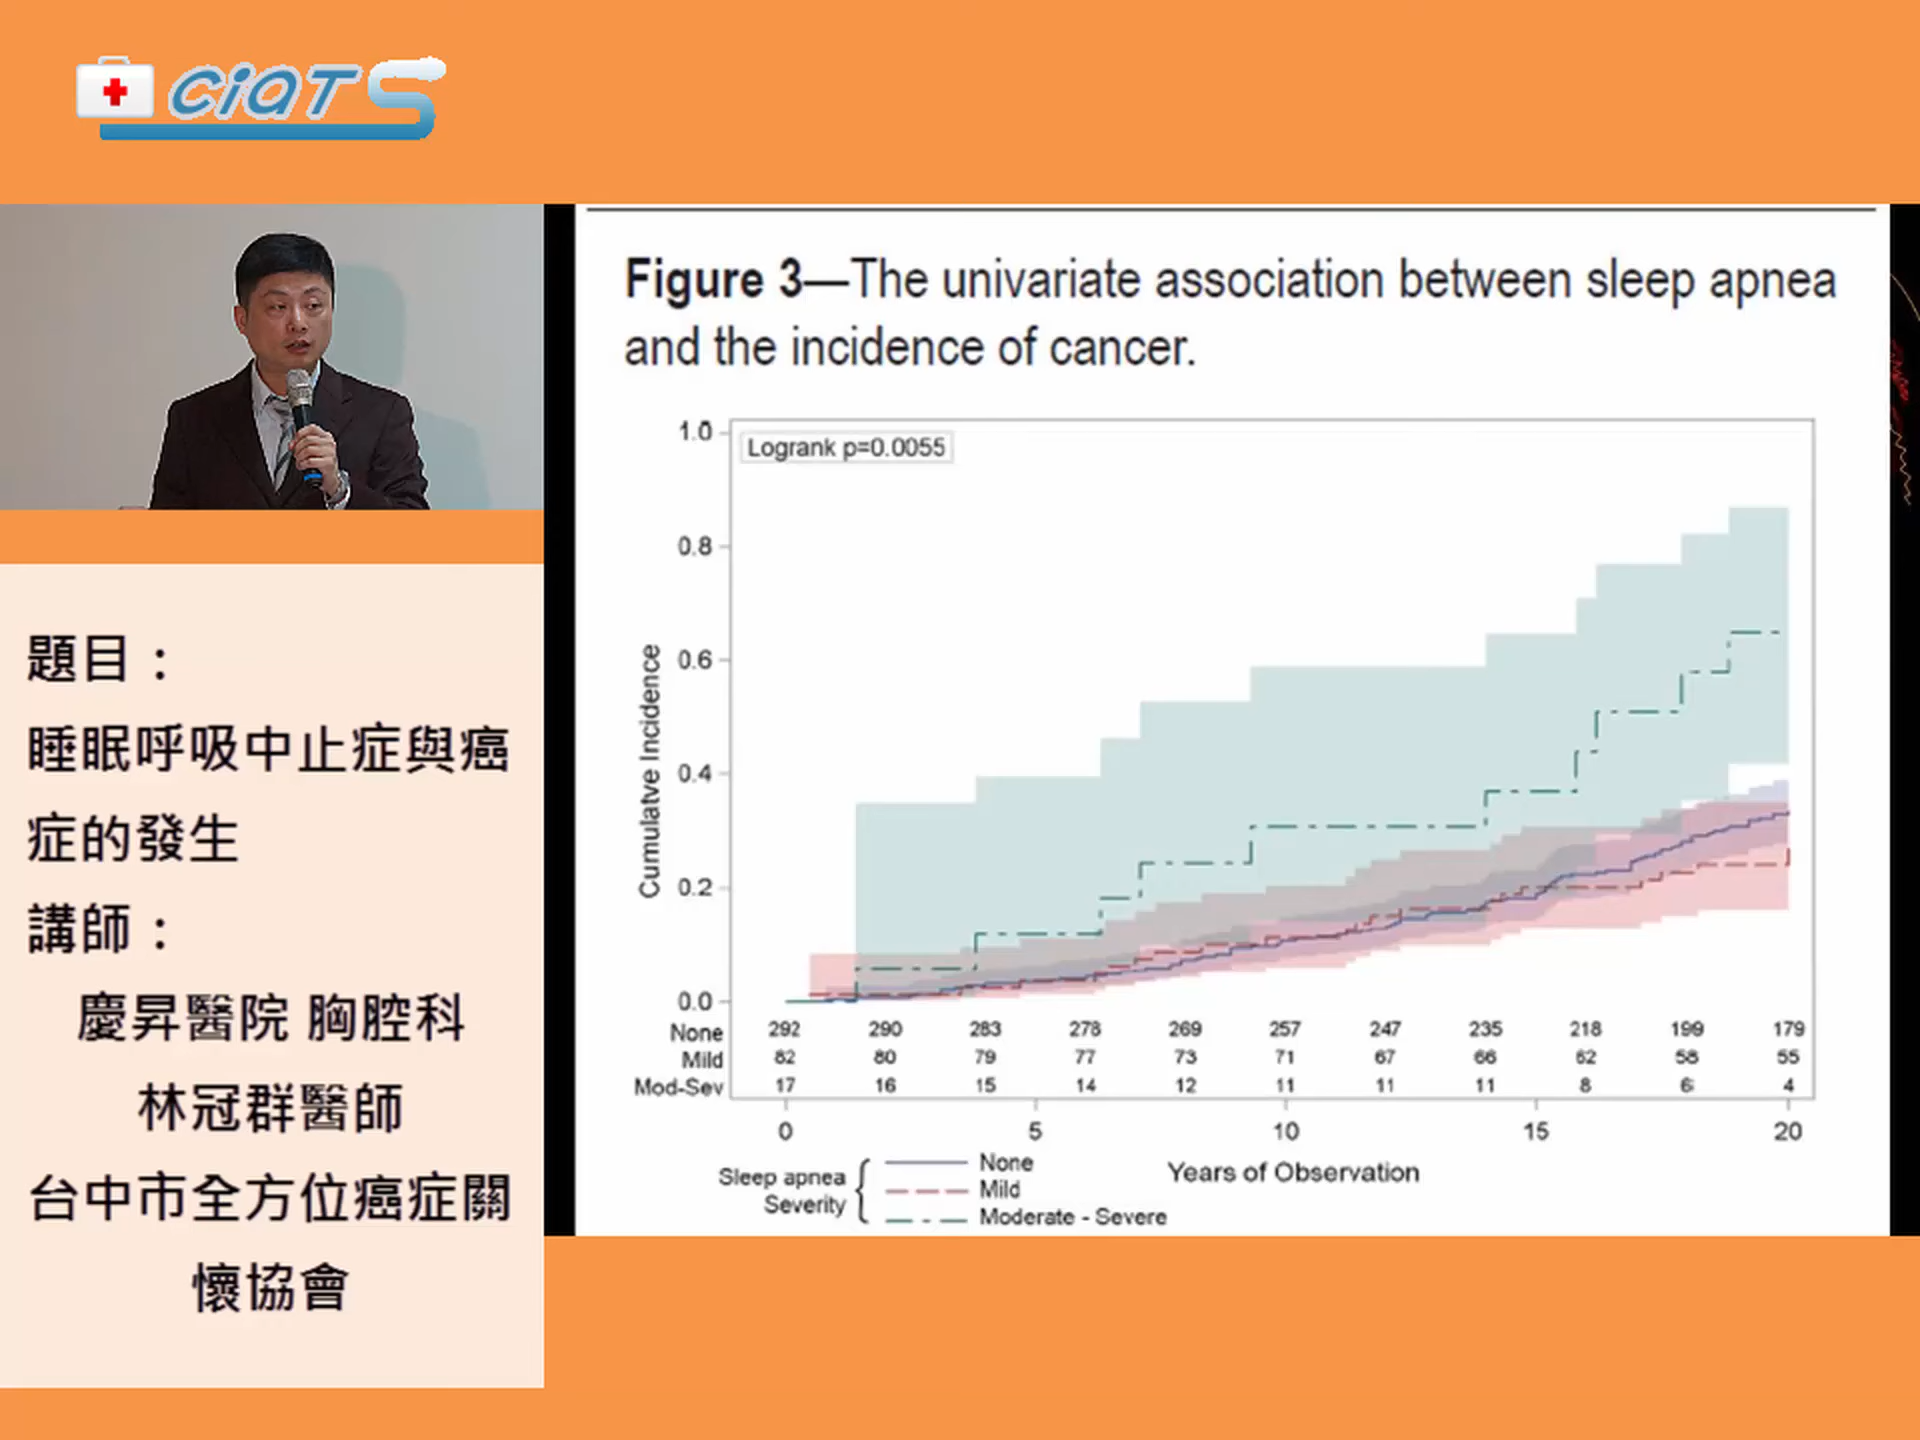 CiATS
題目：
睡眠呼吸中止症與癌
症的發生
講師：
慶昇醫院 胸腔科
林冠群醫師
台中市全方位癌症關
懷協會
Figure 3—The univariate association between sleep apnea
and the incidence of cancer.
Logrank p=0.0055
Cumulatve Incidence
1.0
0.8
0.6
0.4
0.2
0.0
None 292 290 283 278 269 257 247 235 218 199 179
Mild 82 80 79 77 73 71 67 66 62 58 55
Mod-Sev 17 16 15 14 12 11 11 11 8 6 4
0 5 10 15 20
Years of Observation
Sleep apnea
Severity
None
Mild
Moderate - Severe